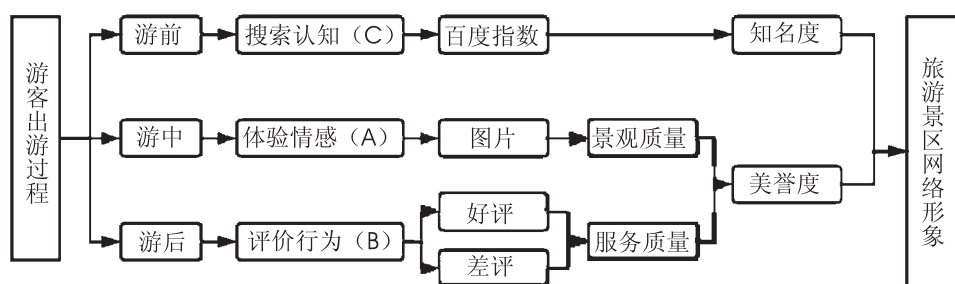 游客出游过程
游前
搜索认知（C）
百度指数
知名度
游中
体验情感（A）
图片
景观质量
美誉度
游后
评价行为（B）
好评
差评
服务质量
旅游景区网络形象